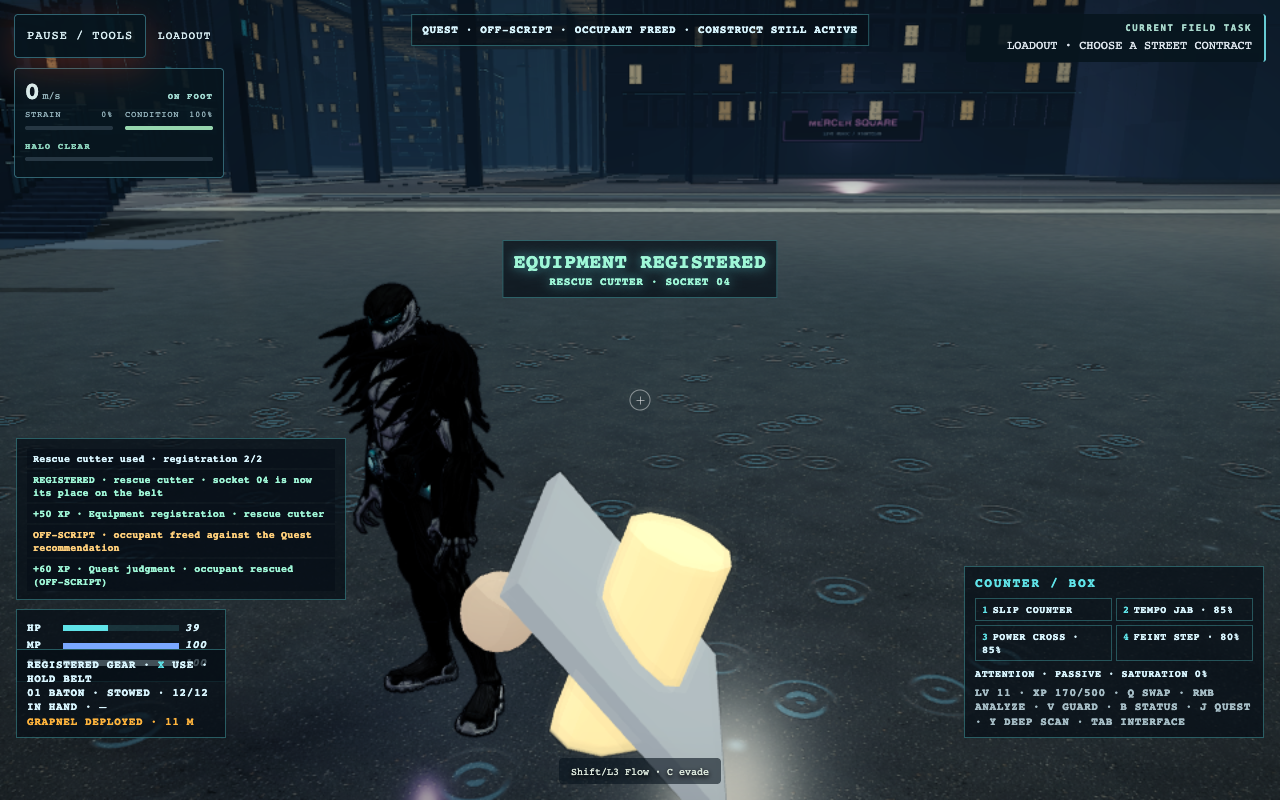 PAUSE / TOOLS
LOADOUT
QUEST · OFF-SCRIPT · OCCUPANT FREED · CONSTRUCT STILL ACTIVE
CURRENT FIELD TASK
LOADOUT · CHOOSE A STREET CONTRACT
0 m/s
ON FOOT
STRAIN 0%
CONDITION 100%
HALO CLEAR
MERCER SQUARE
EQUIPMENT REGISTERED
RESCUE CUTTER · SOCKET 04
Rescue cutter used · registration 2/2
REGISTERED · rescue cutter · socket 04 is now
its place on the belt
+50 XP · Equipment registration · rescue cutter
OFF-SCRIPT · occupant freed against the Quest
recommendation
+60 XP · Quest judgment · occupant rescued
(OFF-SCRIPT)
HP 39
MP 100
REGISTERED GEAR · X USE ·
HOLD BELT
01 BATON · STOWED · 12/12
IN HAND · —
GRAPNEL DEPLOYED · 11 M
COUNTER / BOX
1 SLIP COUNTER
2 TEMPO JAB · 85%
3 POWER CROSS ·
85%
4 FEINT STEP · 80%
ATTENTION · PASSIVE · SATURATION 0%
LV 11 · XP 170/500 · Q SWAP · RMB
ANALYZE · V GUARD · B STATUS · J QUEST
· Y DEEP SCAN · TAB INTERFACE
Shift/L3 Flow · C evade